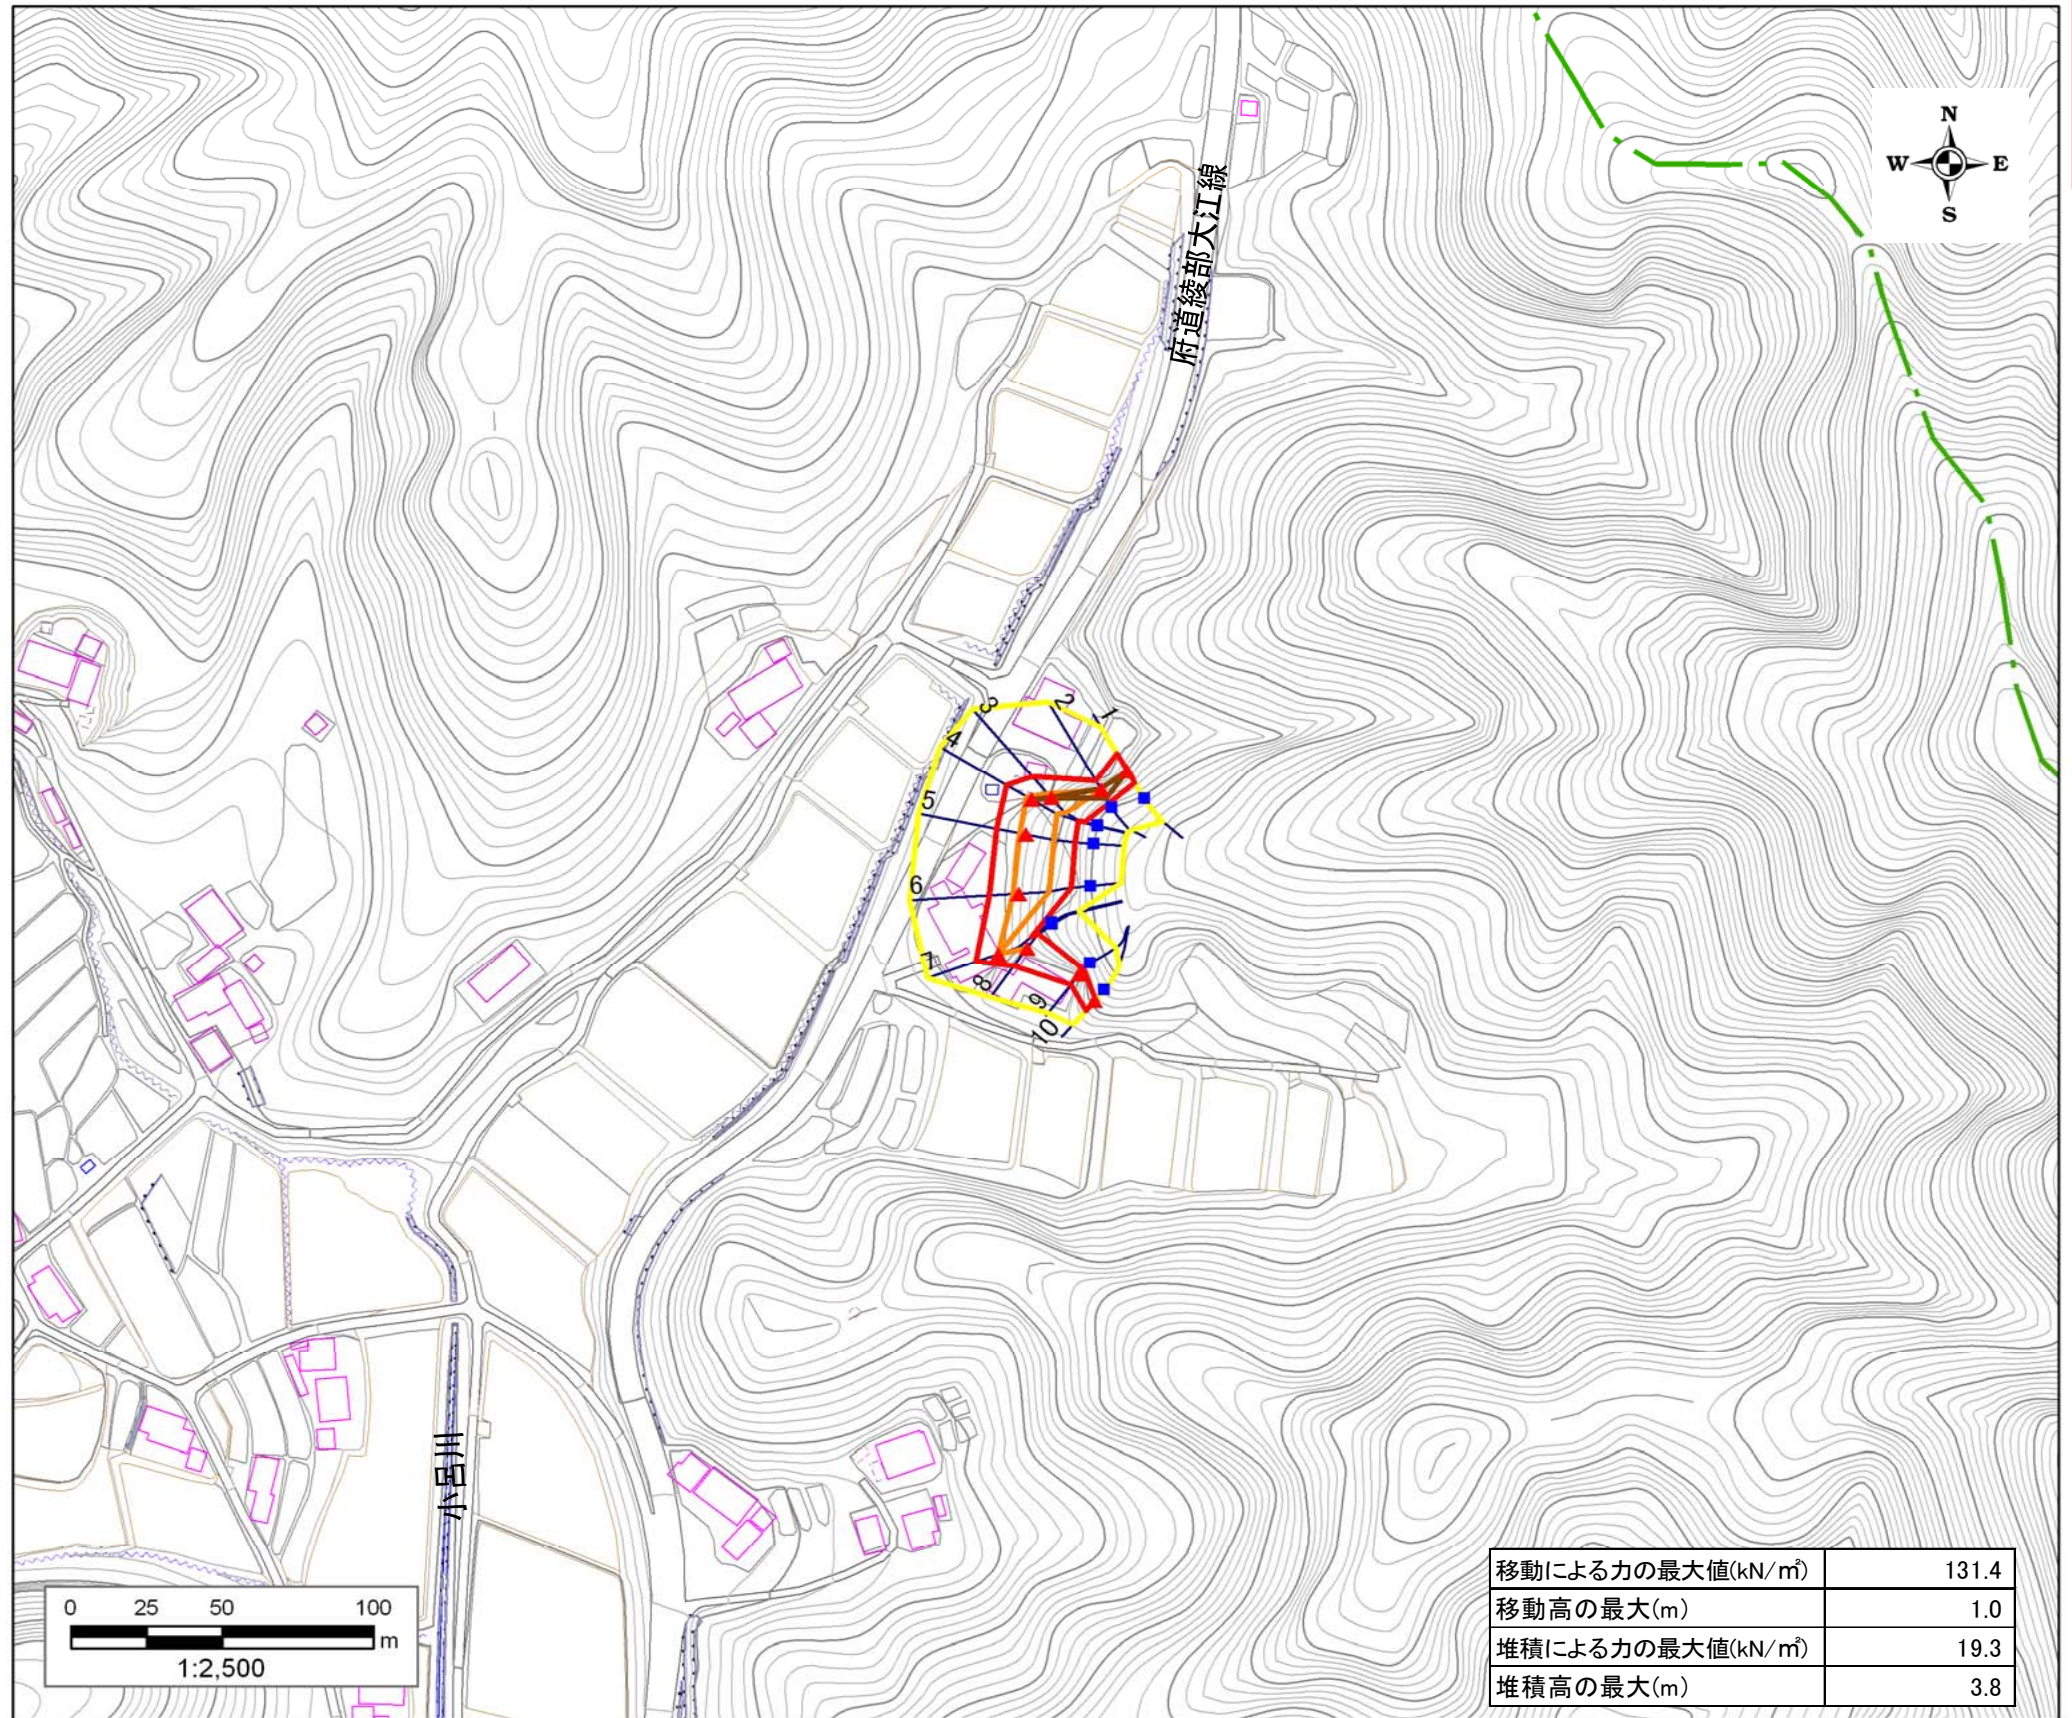 N
W E
S
府道綾部大江線
1
2
3
4
5
6
7
8
9
10
小呂川
0 25 50 100
m
1:2,500
移動による力の最大値(kN/㎡) 131.4
移動高の最大(m) 1.0
堆積による力の最大値(kN/㎡) 19.3
堆積高の最大(m) 3.8